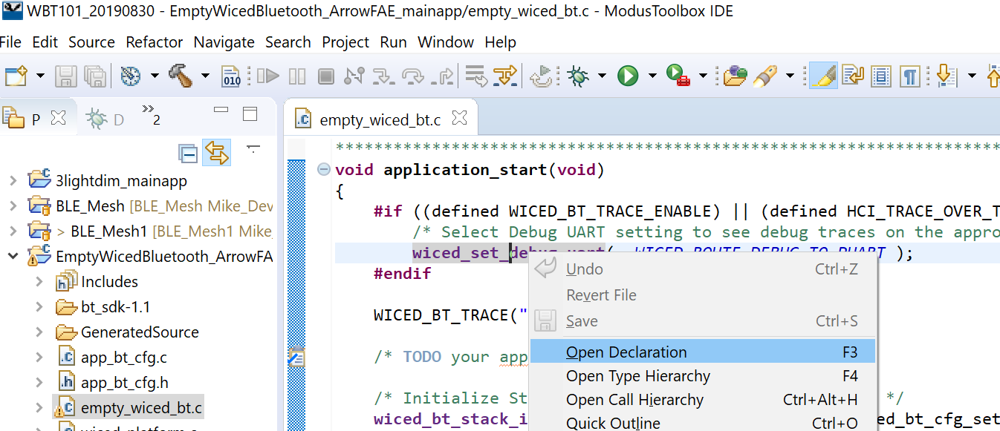 WBT101_20190830 - EmptyWicedBluetooth_ArrowFAE_mainapp/empty_wiced_bt.c - ModusToolbox IDE
File Edit Source Refactor Navigate Search Project Run Window Help
010
P D 2
empty_wiced_bt.c
3lightdim_mainapp
BLE_Mesh [BLE_Mesh Mike_Dev
> BLE_Mesh1 [BLE_Mesh1 Mike_
EmptyWicedBluetooth_ArrowFA
Includes
bt_sdk-1.1
GeneratedSource
app_bt_cfg.c
app_bt_cfg.h
empty_wiced_bt.c
wiced_platform.c
*********************************************************************
void application_start(void)
{
#if ((defined WICED_BT_TRACE_ENABLE) || (defined HCI_TRACE_OVER_T
/* Select Debug UART setting to see debug traces on the appro
wiced_set_debug_uart( WICED_ROUTE_DEBUG_TO_PUART );
#endif
WICED_BT_TRACE("
/* TODO your app
/* Initialize St */
wiced_bt_stack_i ed_bt_cfg_set
Undo Ctrl+Z
Revert File
Save Ctrl+S
Open Declaration F3
Open Type Hierarchy F4
Open Call Hierarchy Ctrl+Alt+H
Quick Outline Ctrl+O